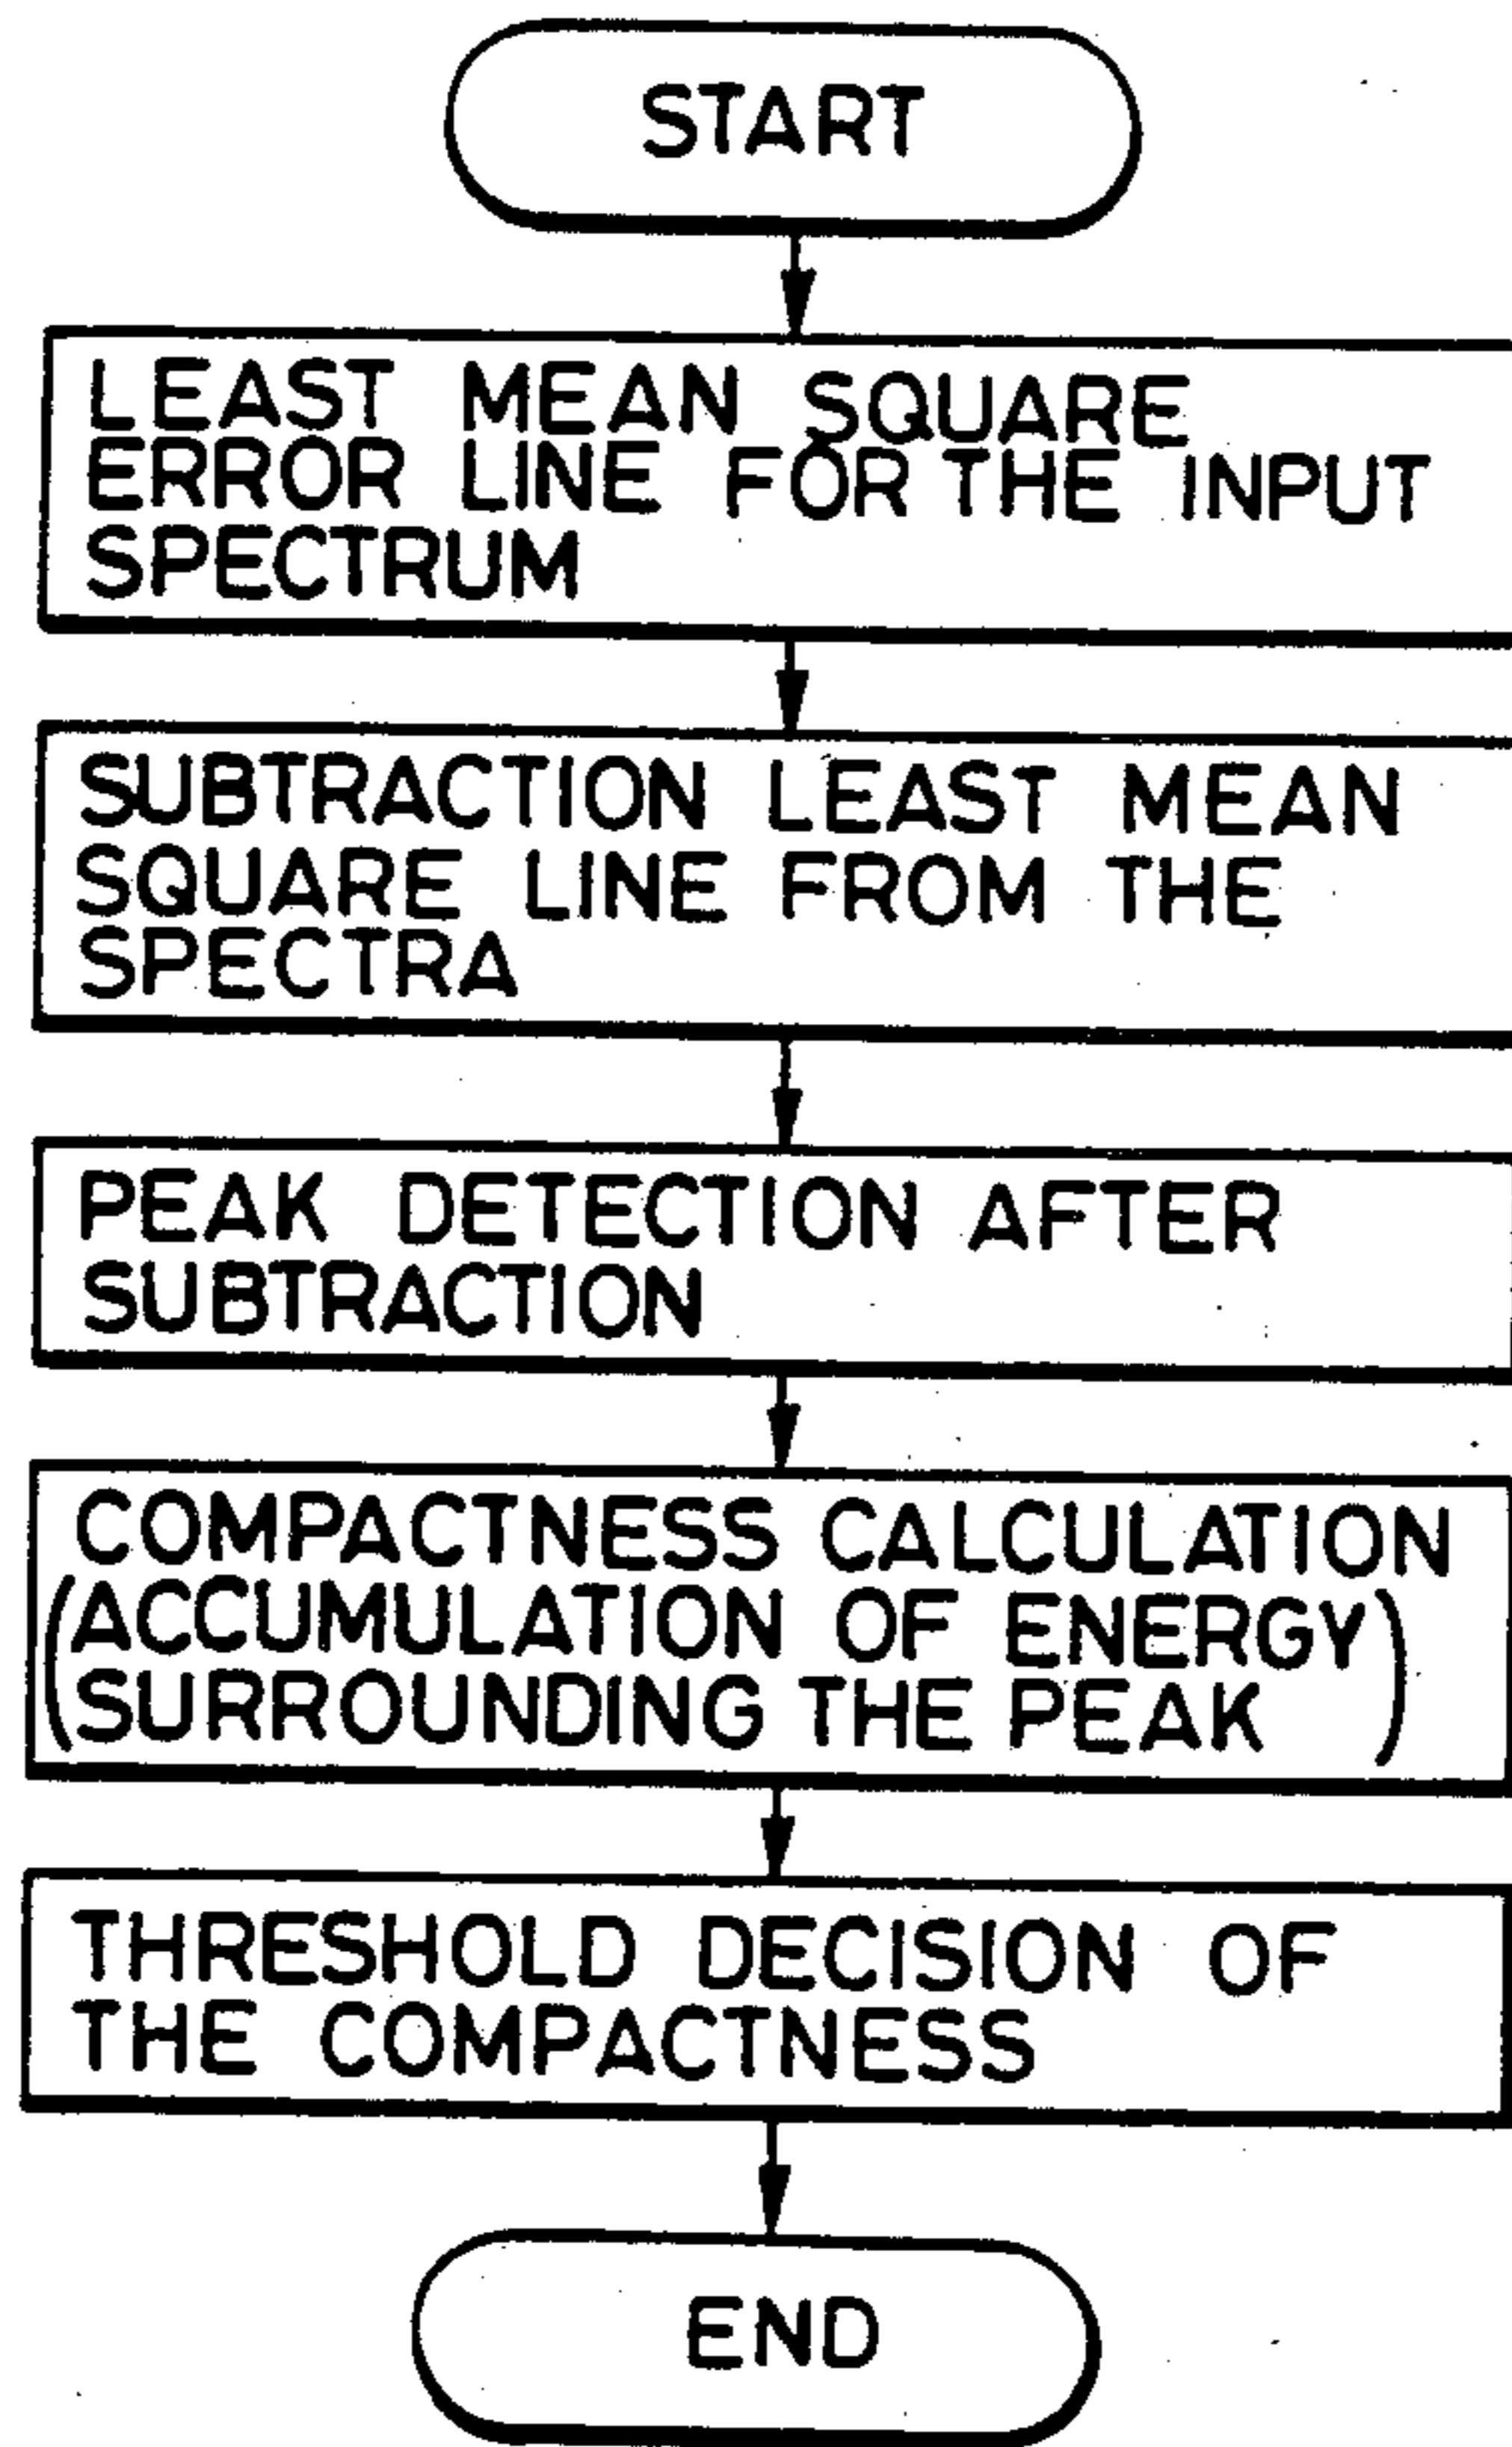 START
LEAST MEAN SQUARE
ERROR LINE FOR THE INPUT
SPECTRUM
SUBTRACTION LEAST MEAN
SQUARE LINE FROM THE
SPECTRA
PEAK DETECTION AFTER
SUBTRACTION
COMPACTNESS CALCULATION
(ACCUMULATION OF ENERGY
SURROUNDING THE PEAK)
THRESHOLD DECISION OF
THE COMPACTNESS
END